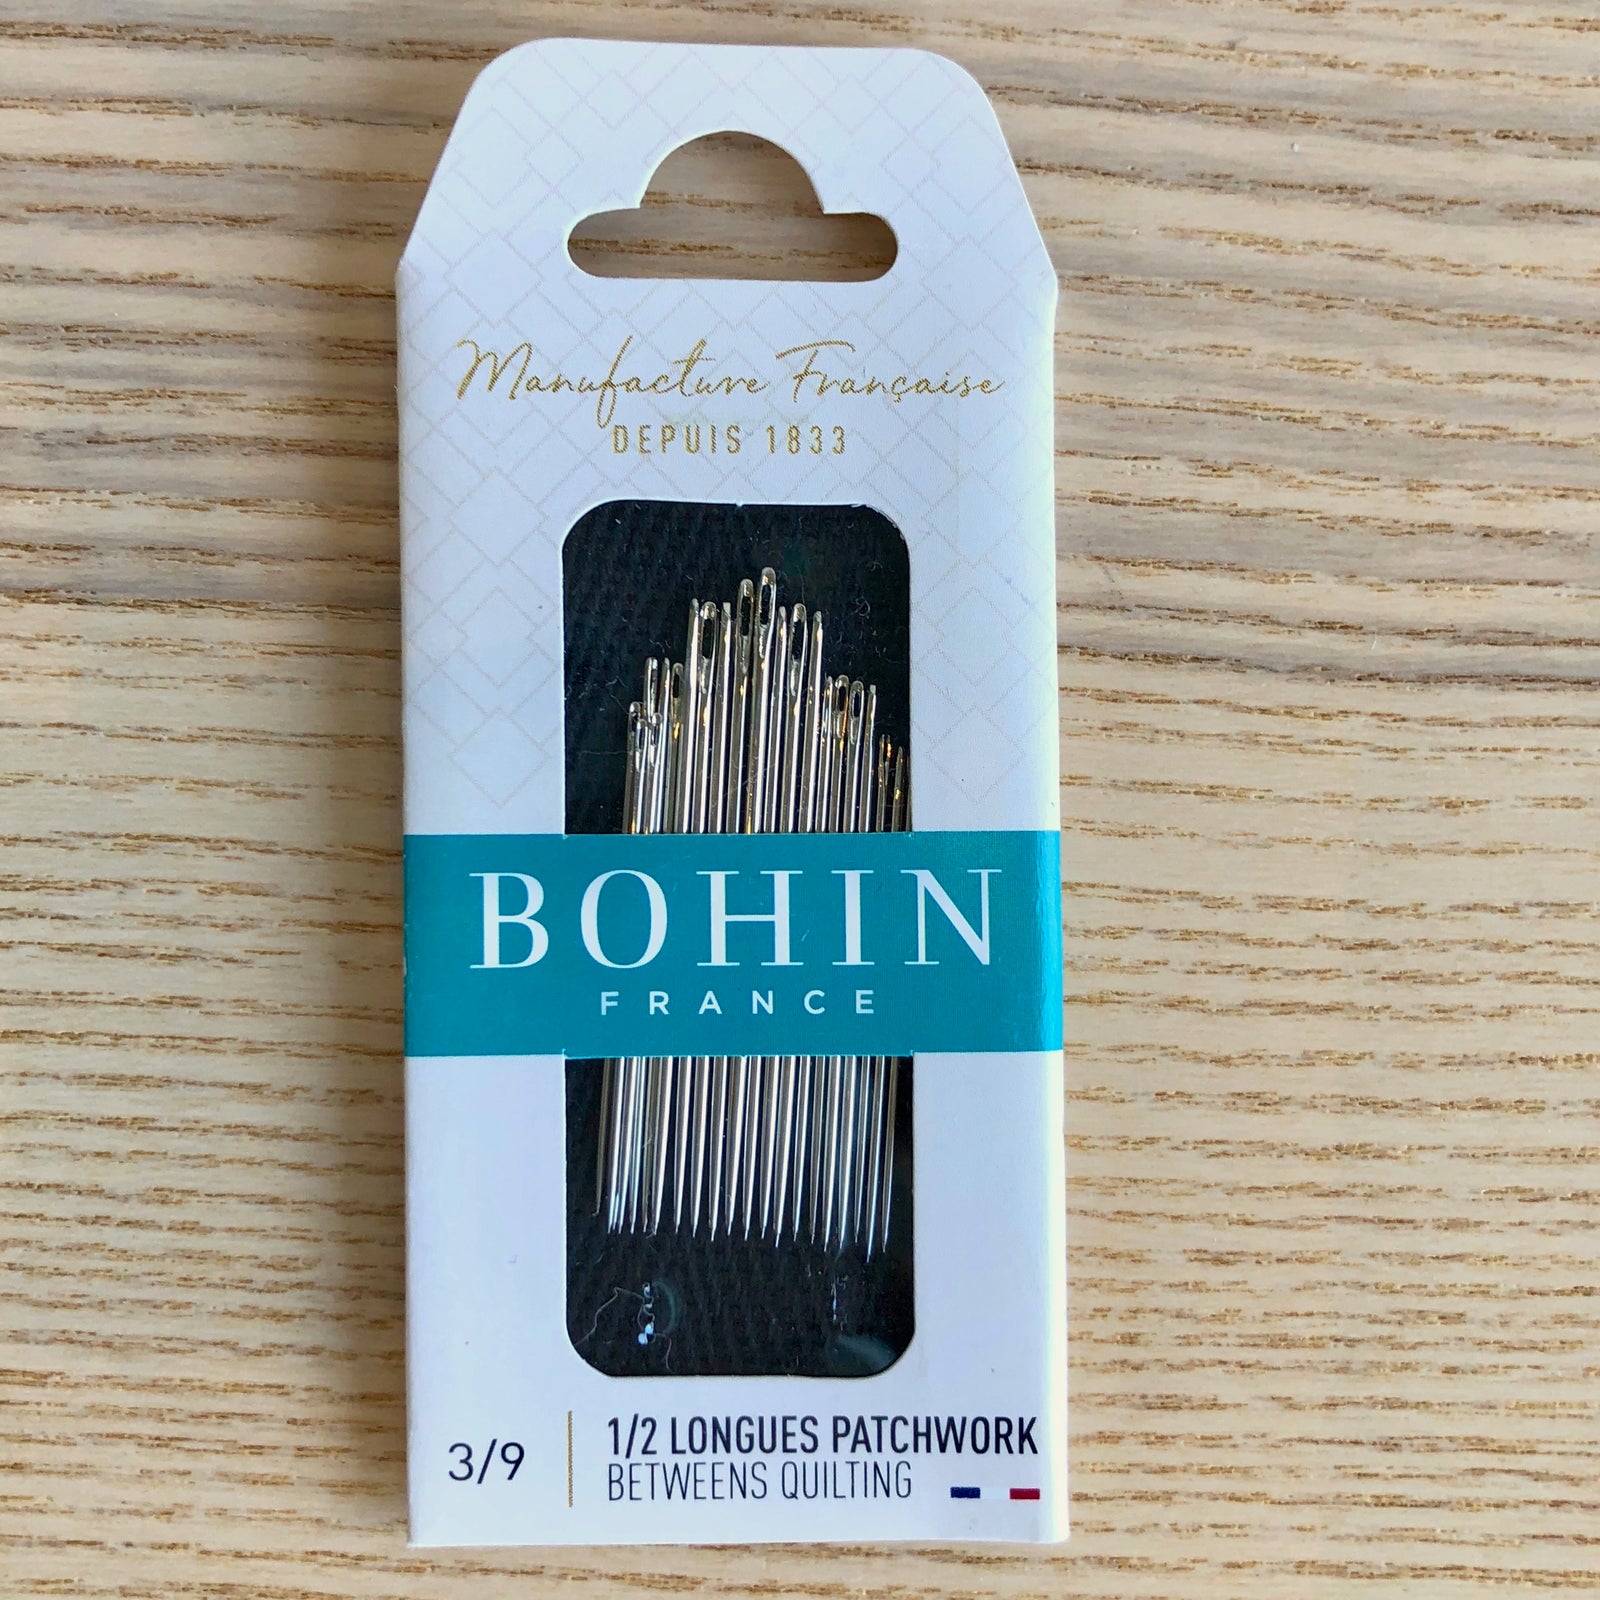 Manufacture Française
DEPUIS 1833
BOHIN
FRANCE
3/9
1/2 LONGUES PATCHWORK
BETWEENS QUILTING